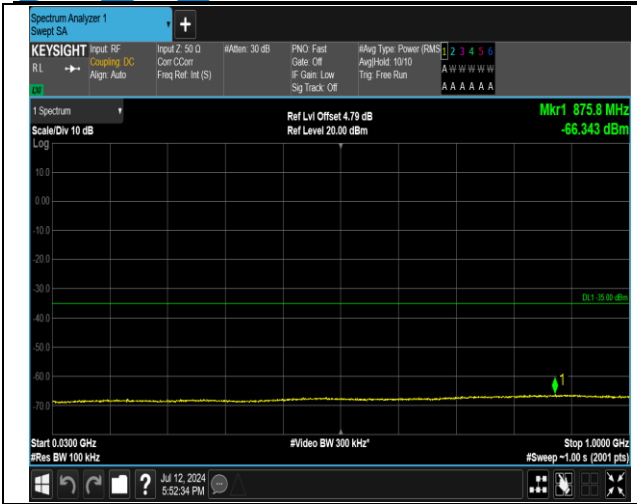 Spectrum Analyzer 1
Swept SA
+
KEYSIGHT
RL
LXI
Input: RF
Coupling: DC
Align: Auto
Input Z: 50 Ω
Corr CCorr
Freq Ref: Int (S)
#Atten: 30 dB
PNO: Fast
Gate: Off
IF Gain: Low
Sig Track: Off
#Avg Type: Power (RMS
Avg|Hold: 10/10
Trig: Free Run
1 2 3 4 5 6
A W W W W W
A A A A A A
1 Spectrum
Scale/Div 10 dB
Log
Ref Lvl Offset 4.79 dB
Ref Level 20.00 dBm
Mkr1 875.8 MHz
-66.343 dBm
10.0
0.00
-10.0
-20.0
-30.0
DL1 -35.00 dBm
-40.0
-50.0
-60.0
1
-70.0
Start 0.0300 GHz
#Res BW 100 kHz
#Video BW 300 kHz*
Stop 1.0000 GHz
#Sweep ~1.00 s (2001 pts)
?
Jul 12, 2024
5:52:34 PM